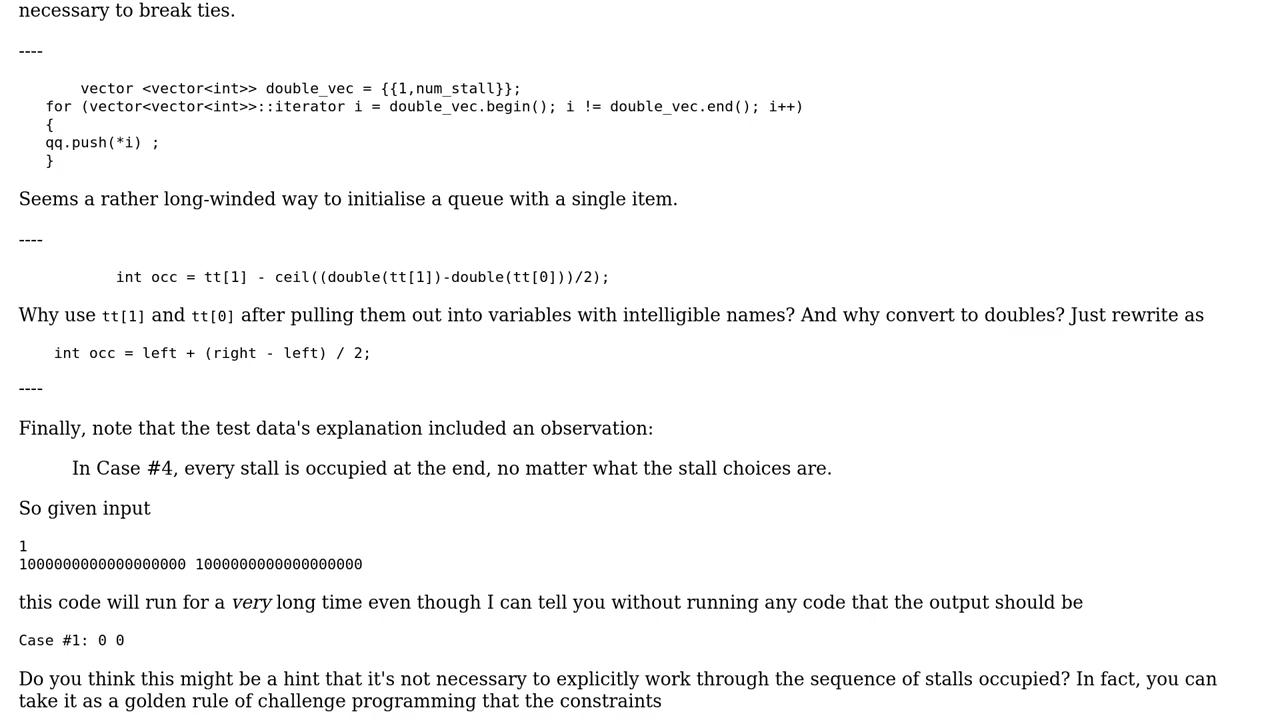 necessary to break ties.
----
vector <vector<int>> double_vec = {{1,num_stall}};
for (vector<vector<int>>::iterator i = double_vec.begin(); i != double_vec.end(); i++)
{
qq.push(*i) ;
}
Seems a rather long-winded way to initialise a queue with a single item.
----
int occ = tt[1] - ceil((double(tt[1])-double(tt[0]))/2);
Why use tt[1] and tt[0] after pulling them out into variables with intelligible names? And why convert to doubles? Just rewrite as
int occ = left + (right - left) / 2;
----
Finally, note that the test data's explanation included an observation:
In Case #4, every stall is occupied at the end, no matter what the stall choices are.
So given input
1
1000000000000000000 1000000000000000000
this code will run for a very long time even though I can tell you without running any code that the output should be
Case #1: 0 0
Do you think this might be a hint that it's not necessary to explicitly work through the sequence of stalls occupied? In fact, you can
take it as a golden rule of challenge programming that the constraints